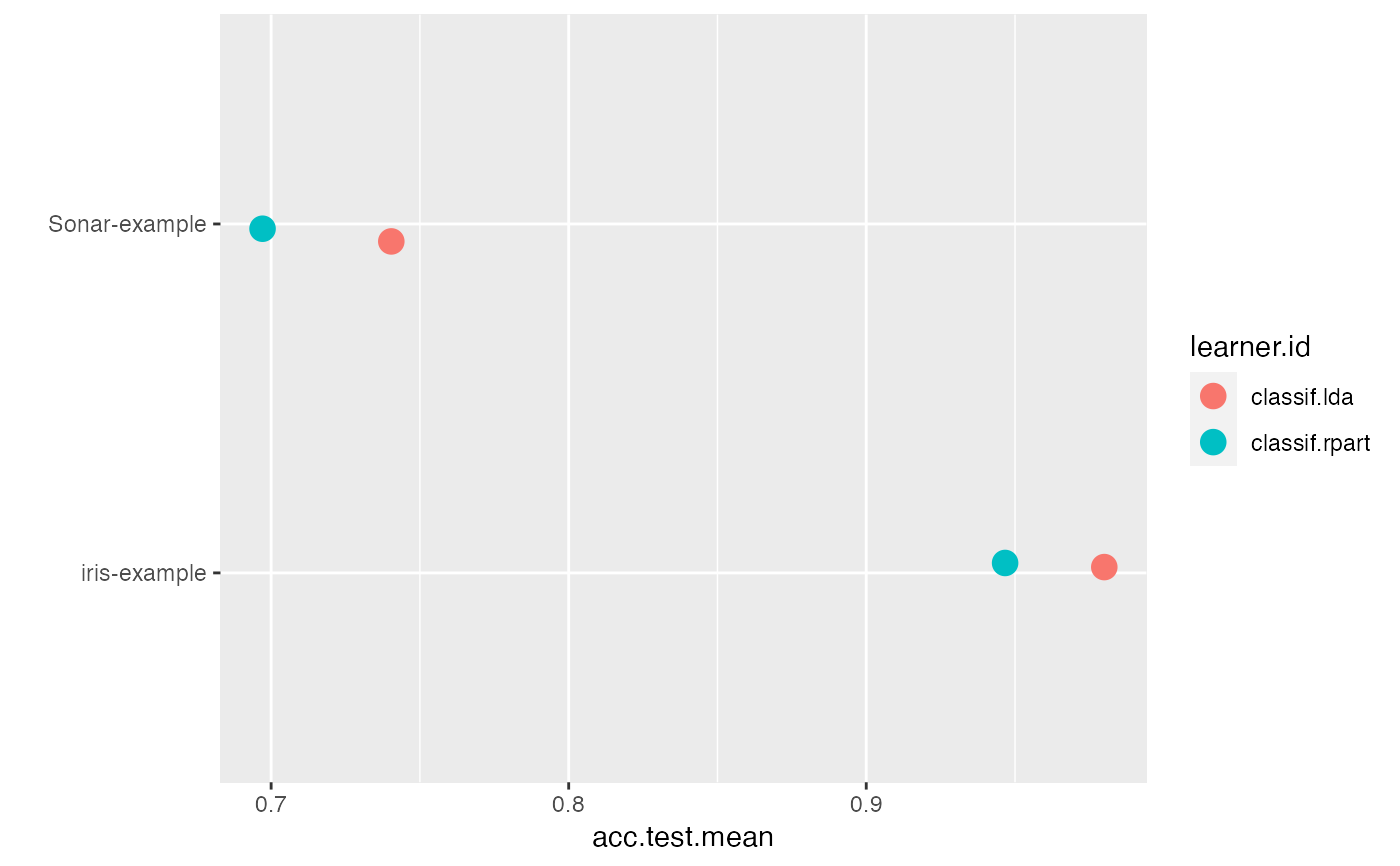 Sonar-example
iris-example
0.7
0.8
0.9
acc.test.mean
learner.id
classif.lda
classif.rpart